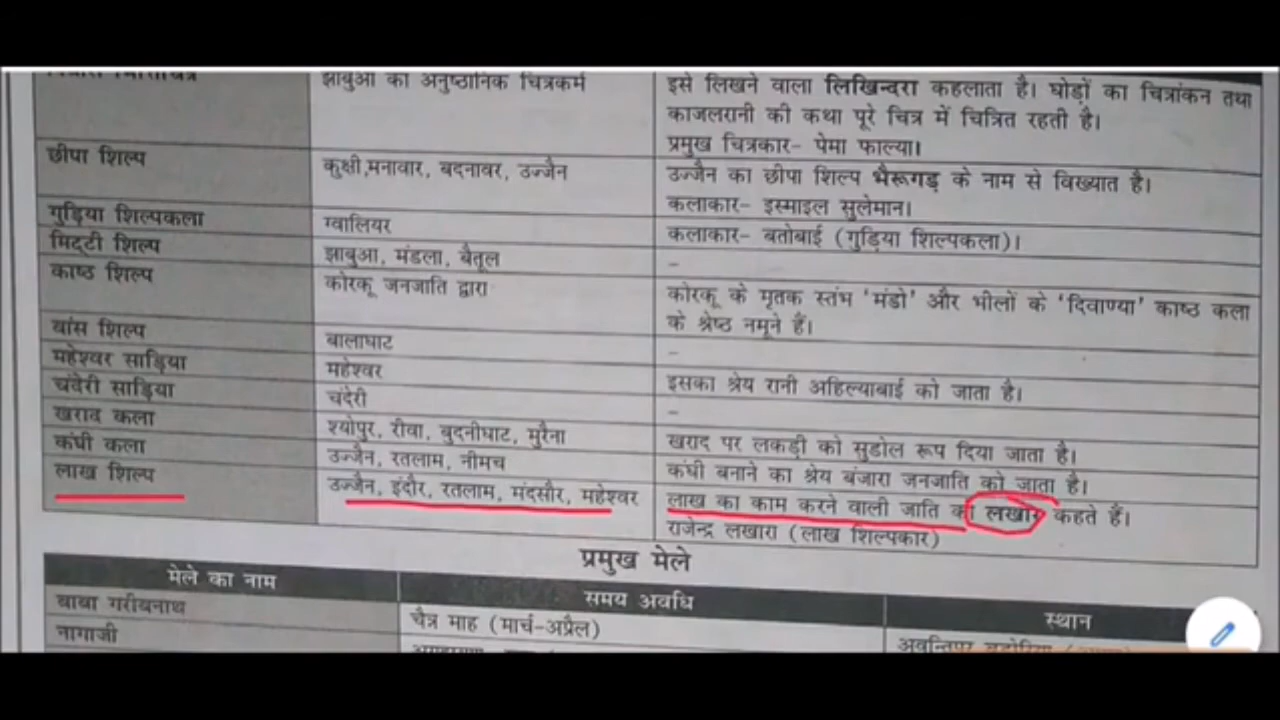 झाबुआ का अनुष्ठानिक चित्रकर्म
इसे लिखने वाला लिखिन्दरा कहलाता है। घोड़ों का चित्रांकन तथा
काजलरानी की कथा पूरे चित्र में चित्रित रहती है।
प्रमुख चित्रकार- पेमा फाल्या।
छीपा शिल्प
कुक्षी,मनावार, बदनावर, उज्जैन
उज्जैन का छीपा शिल्प भैरूगढ़ के नाम से विख्यात है।
कलाकार- इस्माइल सुलेमान।
गुड़िया शिल्पकला
ग्वालियर
कलाकार- बतोबाई (गुड़िया शिल्पकला)।
मिट्टी शिल्प
झाबुआ, मंडला, बैतूल
-
काष्ठ शिल्प
कोरकू जनजाति द्वारा
कोरकू के मृतक स्तंभ 'मंडो' और भीलों के 'दिवाण्या' काष्ठ कला
के श्रेष्ठ नमूने हैं।
बांस शिल्प
बालाघाट
-
महेश्वर साड़िया
महेश्वर
इसका श्रेय रानी अहिल्याबाई को जाता है।
चंदेरी साड़िया
चंदेरी
-
खराद कला
श्योपुर, रीवा, बुदनीघाट, मुरैना
खराद पर लकड़ी को सुडोल रूप दिया जाता है।
कंघी कला
उज्जैन, रतलाम, नीमच
कंघी बनाने का श्रेय बंजारा जनजाति को जाता है।
लाख शिल्प
उज्जैन, इंदौर, रतलाम, मंदसौर, महेश्वर
लाख का काम करने वाली जाति को लखार कहते हैं।
राजेन्द्र लखारा (लाख शिल्पकार)
प्रमुख मेले
मेले का नाम
समय अवधि
स्थान
बाबा गरीबनाथ
चैत्र माह (मार्च-अप्रैल)
नागाजी